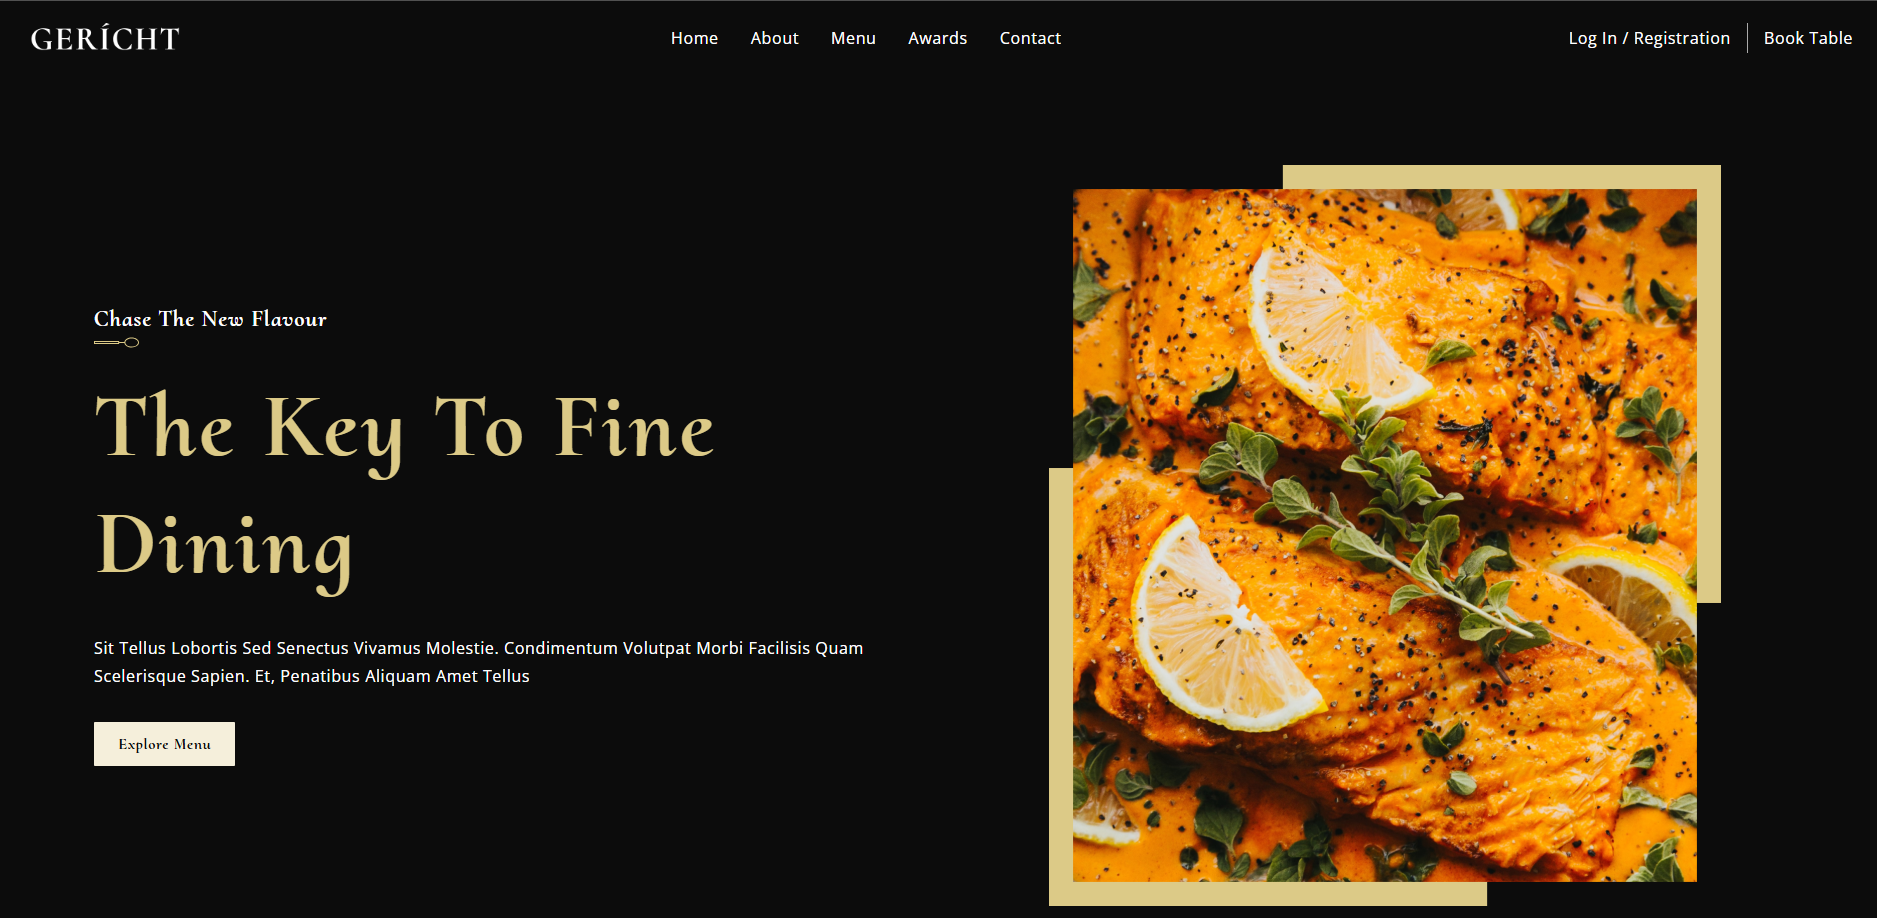 GERÍCHT
Home About Menu Awards Contact
Log In / Registration Book Table
Chase The New Flavour
The Key To Fine
Dining
Sit Tellus Lobortis Sed Senectus Vivamus Molestie. Condimentum Volutpat Morbi Facilisis Quam
Scelerisque Sapien. Et, Penatibus Aliquam Amet Tellus
Explore Menu